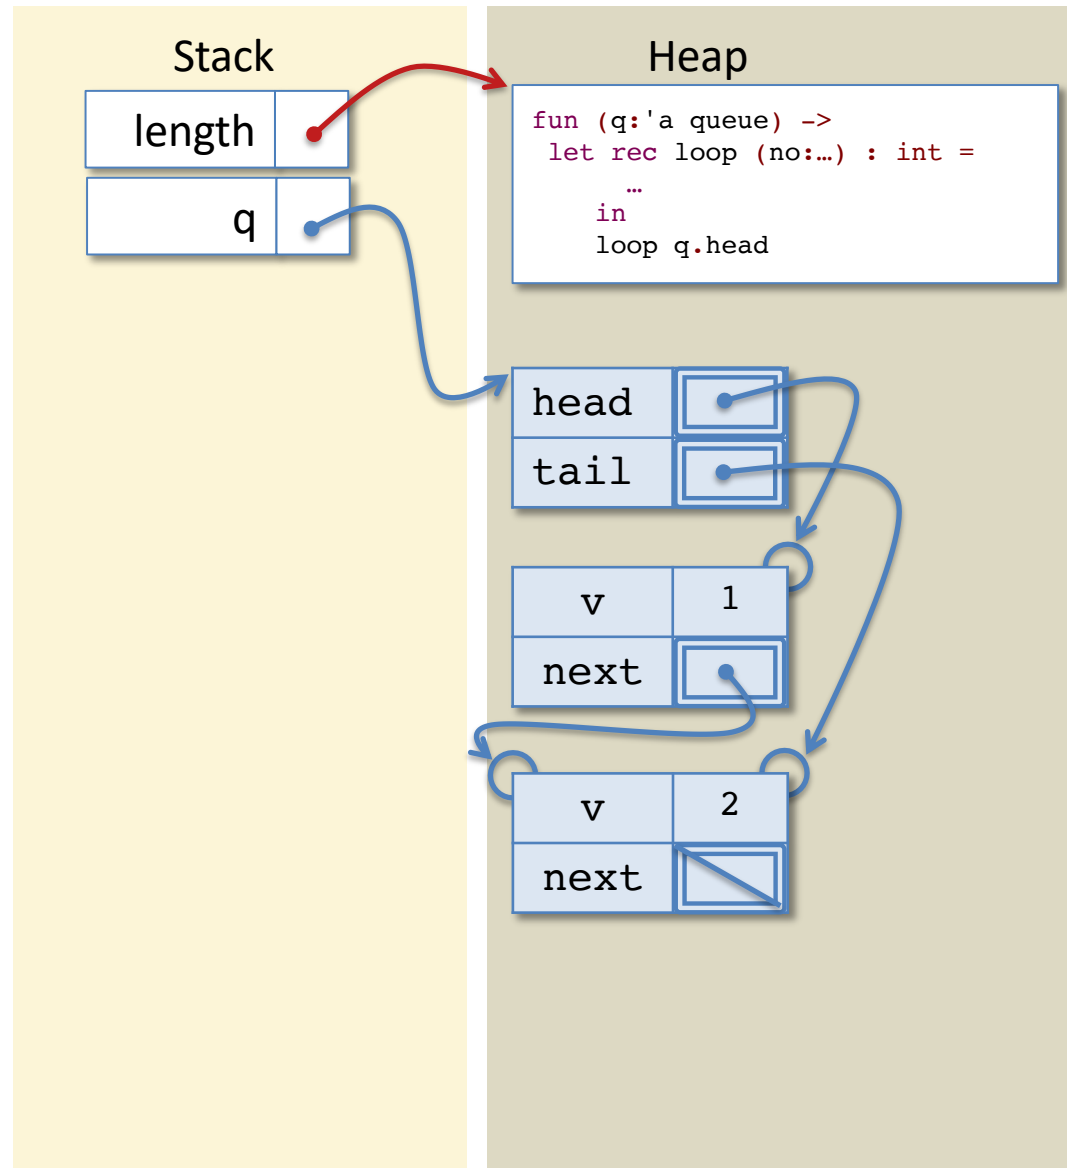 Stack
length
q
Heap
fun (q:'a queue) ->
let rec loop (no:…) : int =
…
in
loop q.head
head
tail
v 1
next
v 2
next